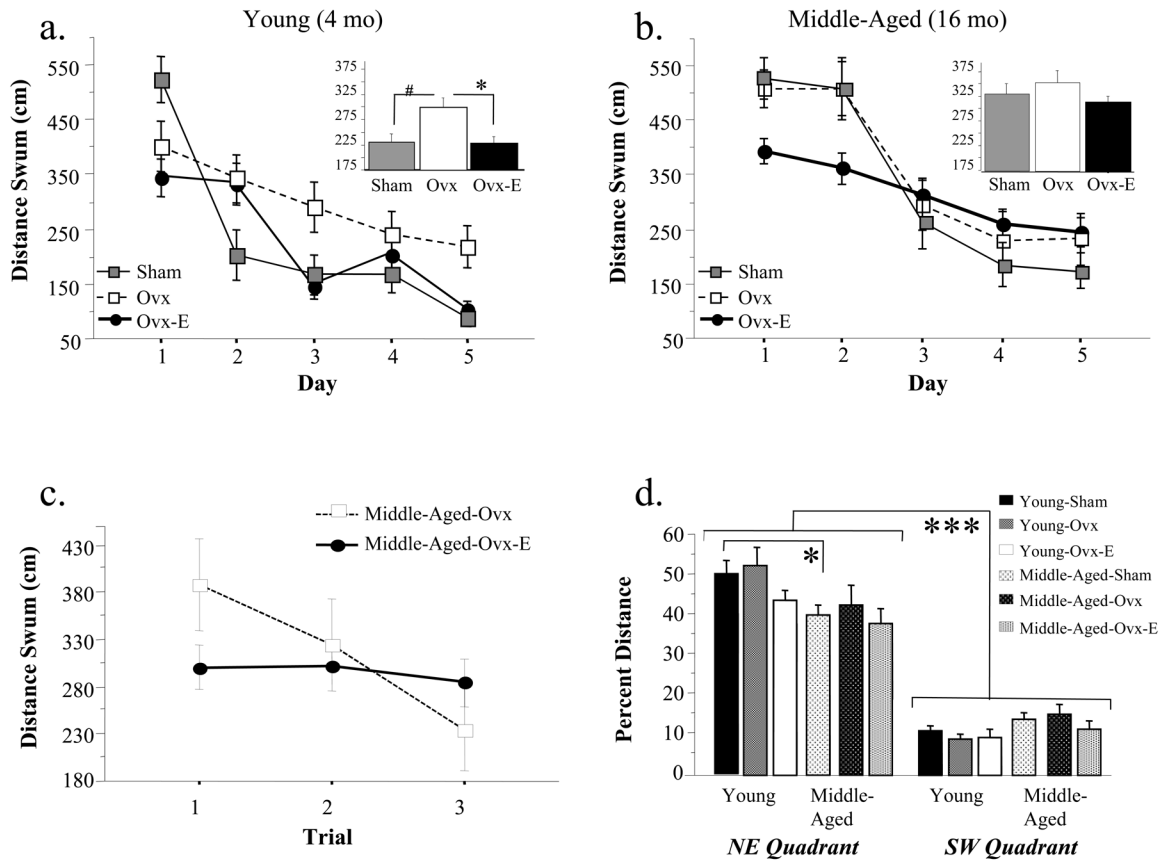 a.
Young (4 mo)
550
450
350
250
150
50
Distance Swum (cm)
Sham
Ovx
Ovx-E
1 2 3 4 5
Day
375
325
275
225
175
# *
Sham Ovx Ovx-E
b.
Middle-Aged (16 mo)
550
450
350
250
150
50
Distance Swum (cm)
Sham
Ovx
Ovx-E
1 2 3 4 5
Day
375
325
275
225
175
Sham Ovx Ovx-E
c.
Middle-Aged-Ovx
Middle-Aged-Ovx-E
430
380
330
280
230
180
Distance Swum (cm)
1 2 3
Trial
d.
Young-Sham
Young-Ovx
Young-Ovx-E
Middle-Aged-Sham
Middle-Aged-Ovx
Middle-Aged-Ovx-E
***
*
60
50
40
30
20
10
0
Percent Distance
Young Middle-Aged Young Middle-Aged
NE Quadrant SW Quadrant